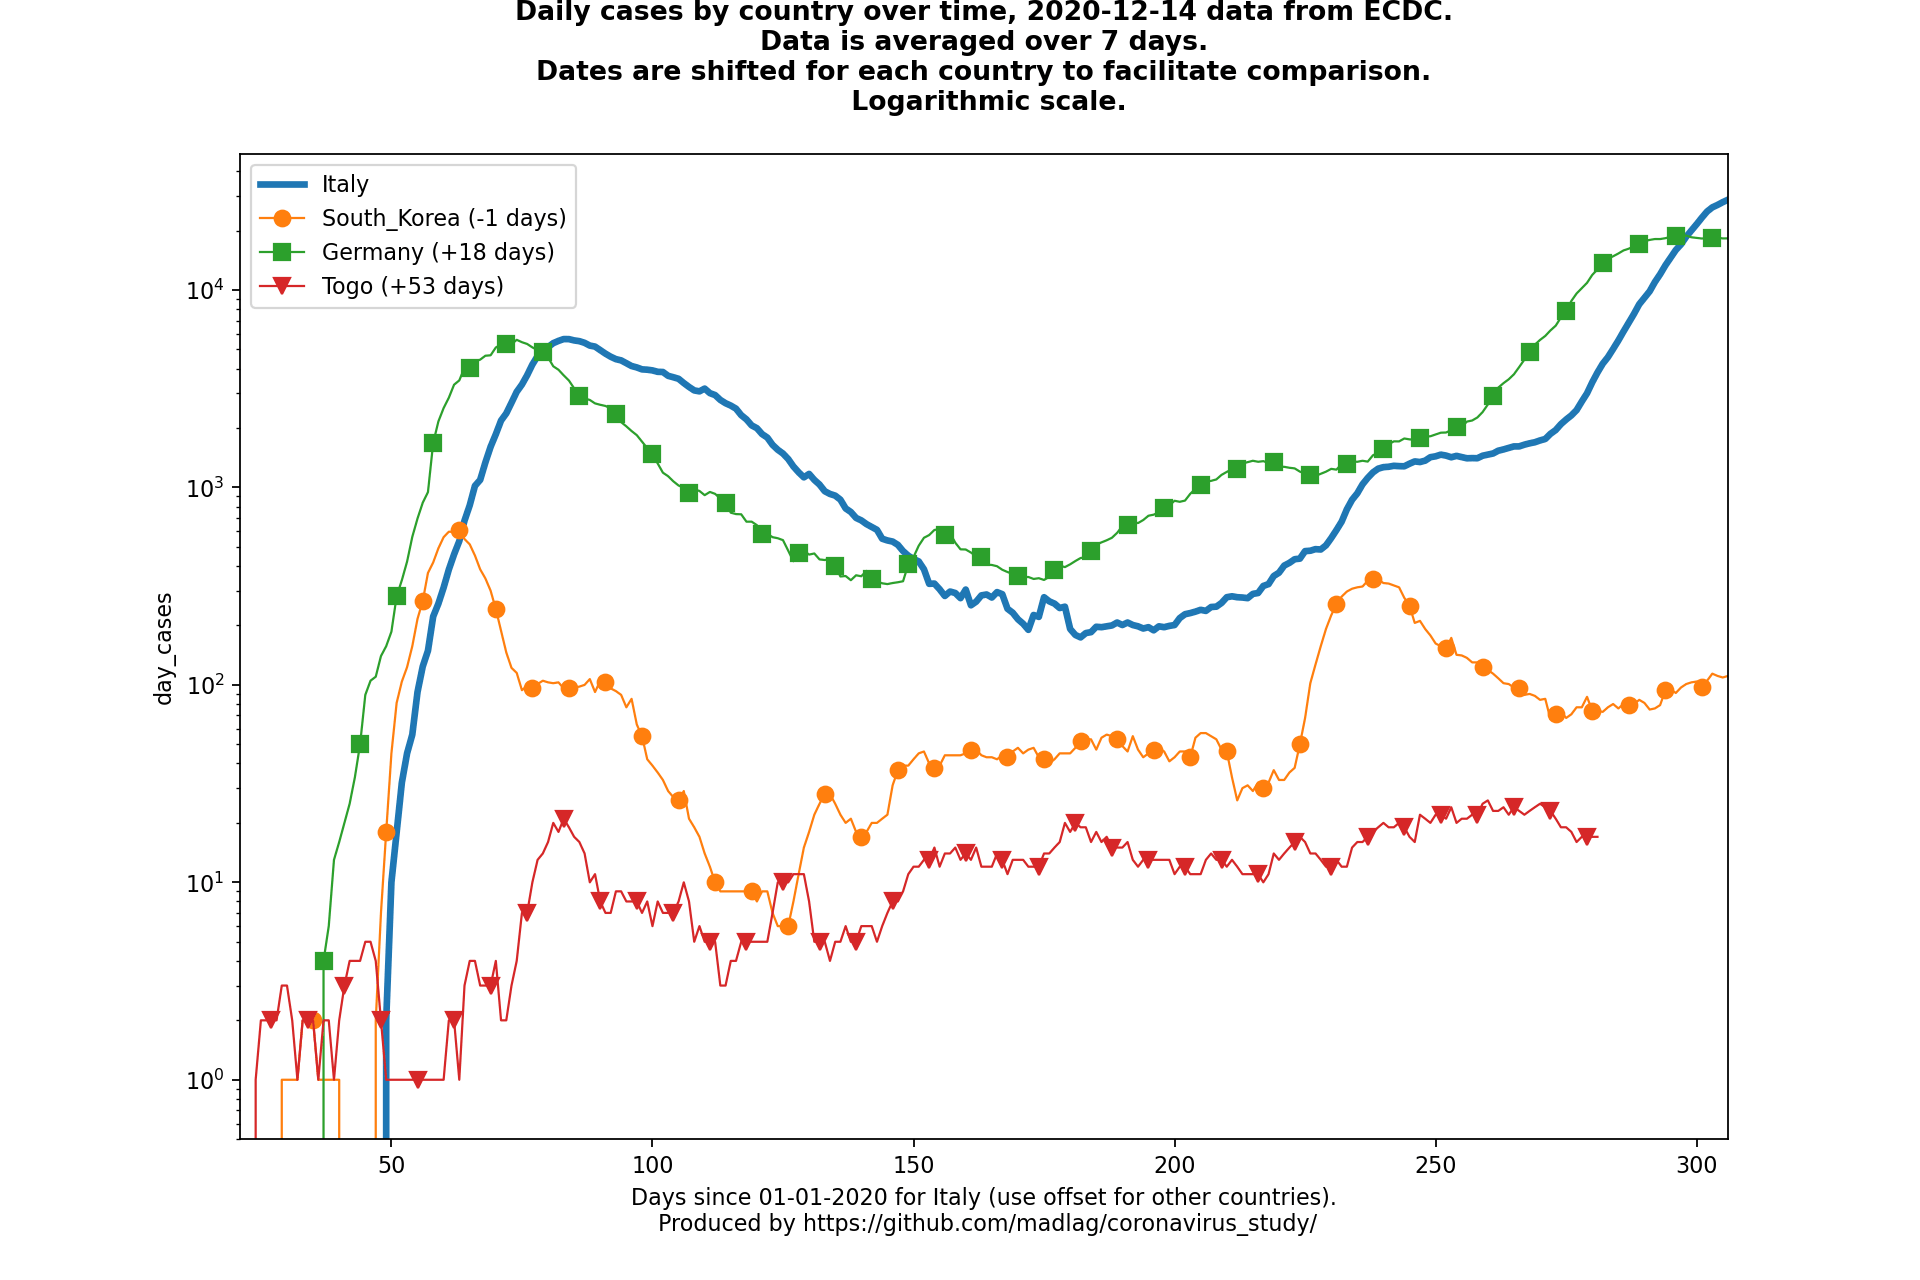 Daily cases by country over time, 2020-12-14 data from ECDC.
Data is averaged over 7 days.
Dates are shifted for each country to facilitate comparison.
Logarithmic scale.
Italy
South_Korea (-1 days)
Germany (+18 days)
Togo (+53 days)
10⁴
10³
10²
10¹
10⁰
day_cases
50 100 150 200 250 300
Days since 01-01-2020 for Italy (use offset for other countries).
Produced by https://github.com/madlag/coronavirus_study/